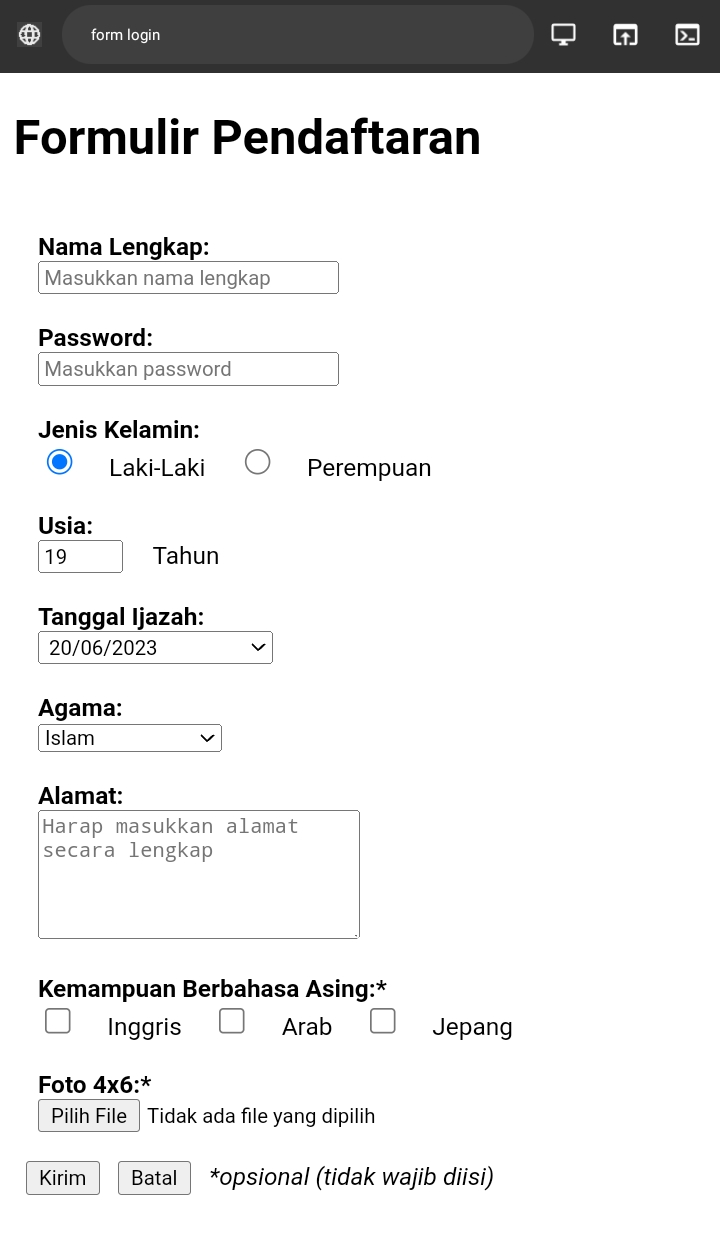 form login
Formulir Pendaftaran
Nama Lengkap:
Masukkan nama lengkap
Password:
Masukkan password
Jenis Kelamin:
Laki-Laki Perempuan
Usia:
19 Tahun
Tanggal Ijazah:
20/06/2023
Agama:
Islam
Alamat:
Harap masukkan alamat
secara lengkap
Kemampuan Berbahasa Asing:*
Inggris Arab Jepang
Foto 4x6:*
Pilih File Tidak ada file yang dipilih
Kirim Batal *opsional (tidak wajib diisi)